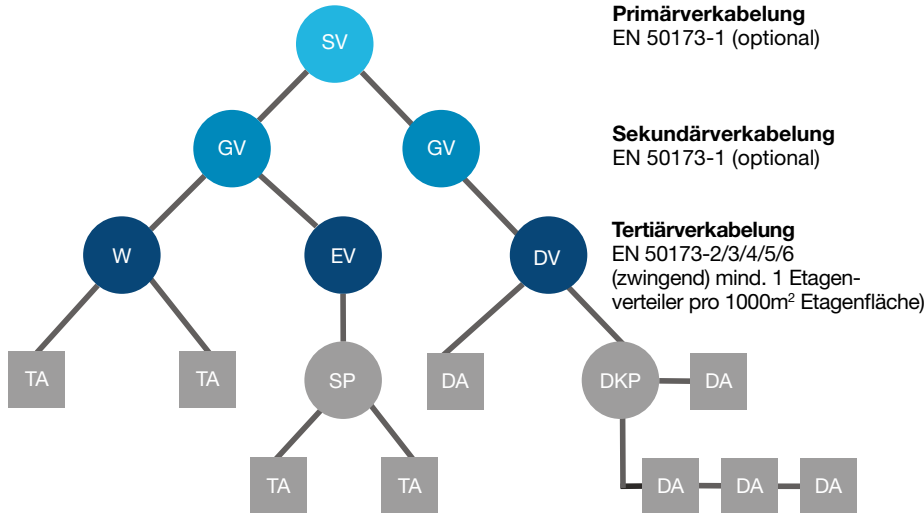 SV
Primärverkabelung
EN 50173-1 (optional)
GV
GV
Sekundärverkabelung
EN 50173-1 (optional)
W
EV
DV
Tertiärverkabelung
EN 50173-2/3/4/5/6
(zwingend) mind. 1 Etagen-
verteiler pro 1000m² Etagenfläche)
TA
TA
SP
DA
DKP
DA
TA
TA
DA
DA
DA